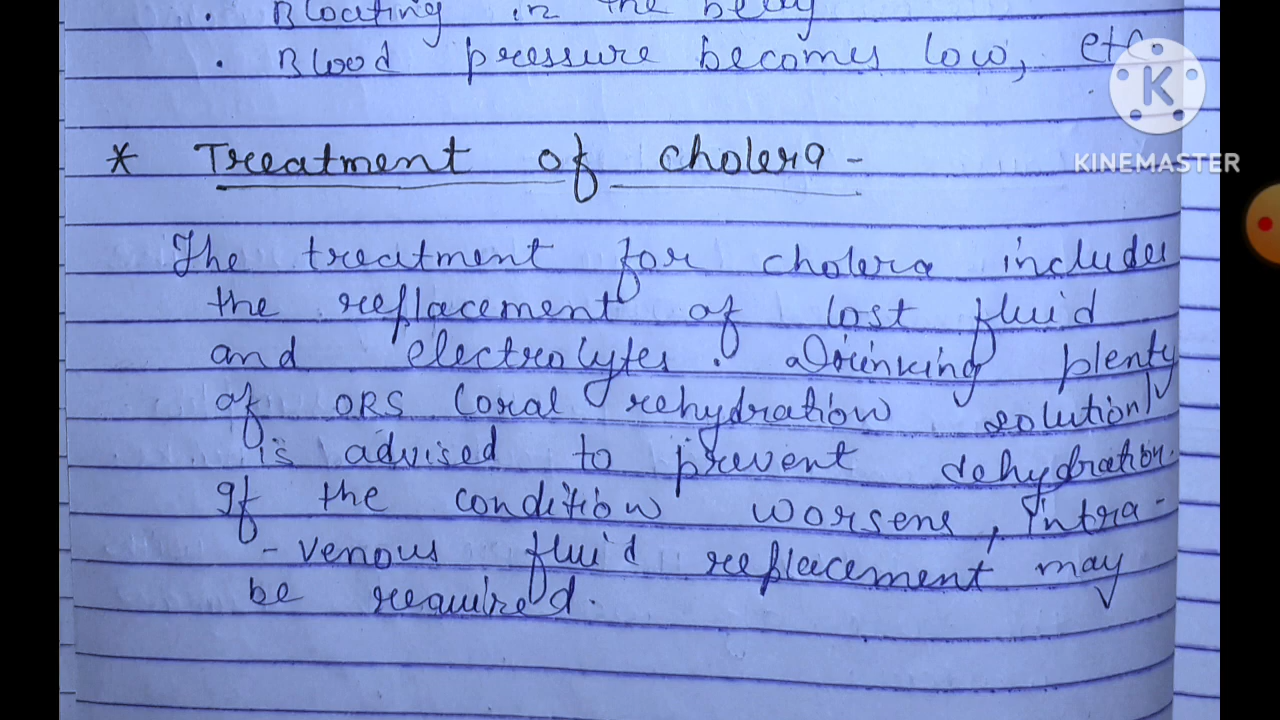 . Bloating in the belly
. Blood pressure becomes low, etc.
K
KINEMASTER
* Treatment of cholera -
The treatment for cholera includes
the replacement of lost fluid
and electrolytes. Drinking plenty
of ORS (oral rehydration solution)
is advised to prevent dehydration.
If the condition worsens, intra-
-venous fluid replacement may
be required.